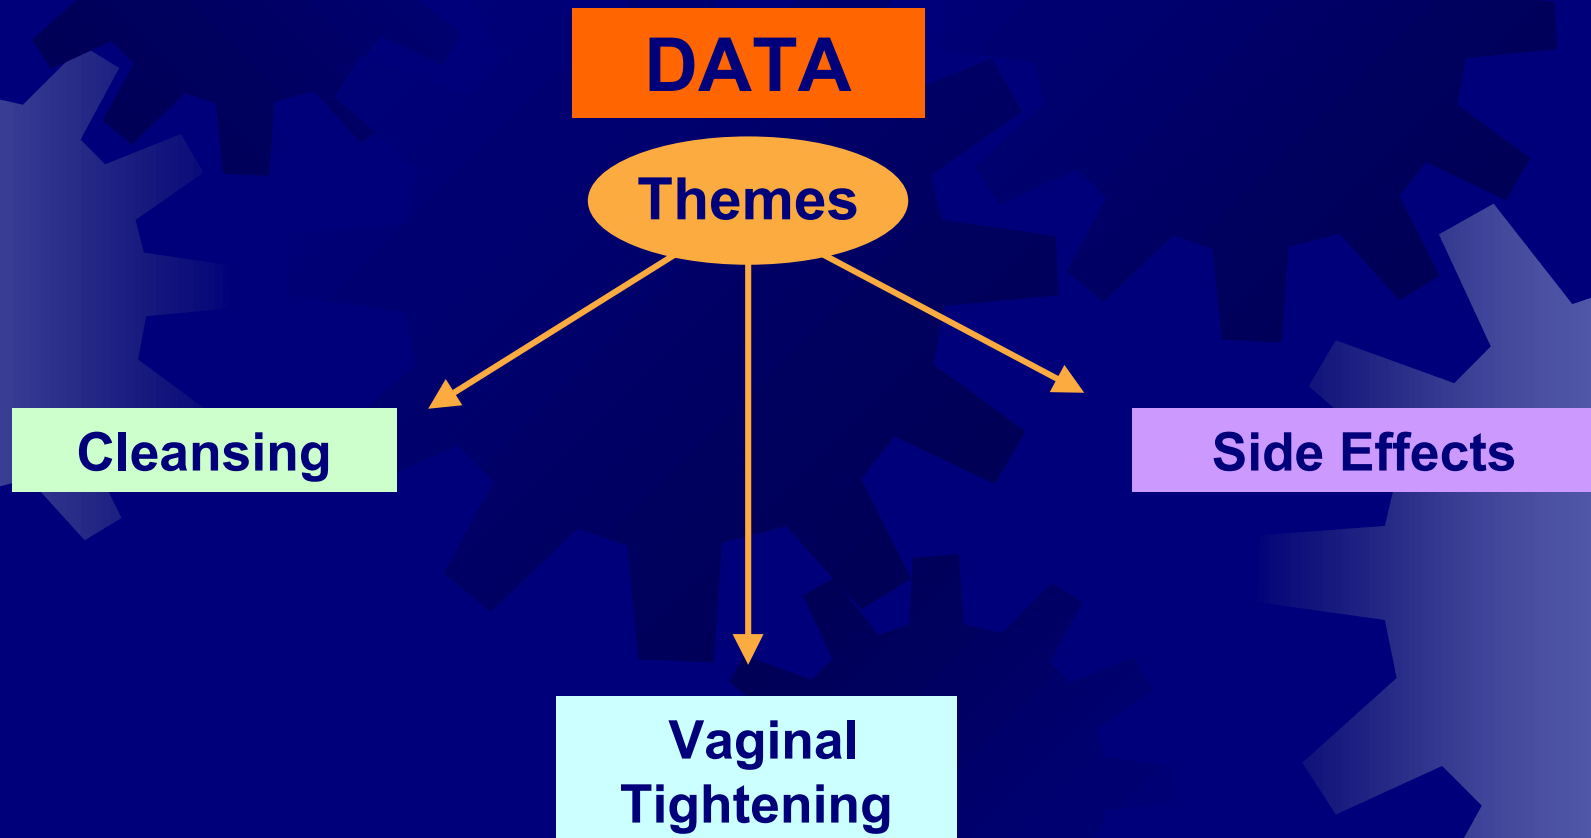 DATA
Themes
Cleansing
Side Effects
Vaginal
Tightening